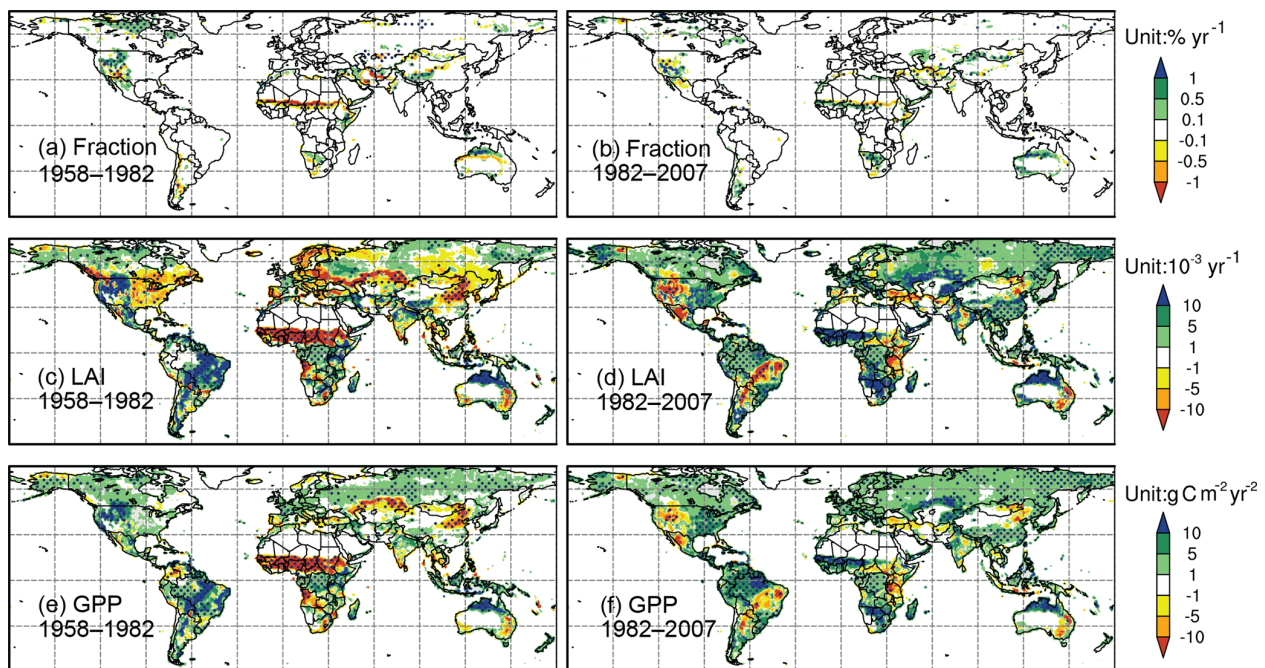 (a) Fraction
1958–1982
(b) Fraction
1982–2007
Unit:% yr⁻¹
1
0.5
0.1
-0.1
-0.5
-1
(c) LAI
1958–1982
(d) LAI
1982–2007
Unit:10⁻³ yr⁻¹
10
5
1
-1
-5
-10
(e) GPP
1958–1982
(f) GPP
1982–2007
Unit:g C m⁻² yr⁻²
10
5
1
-1
-5
-10